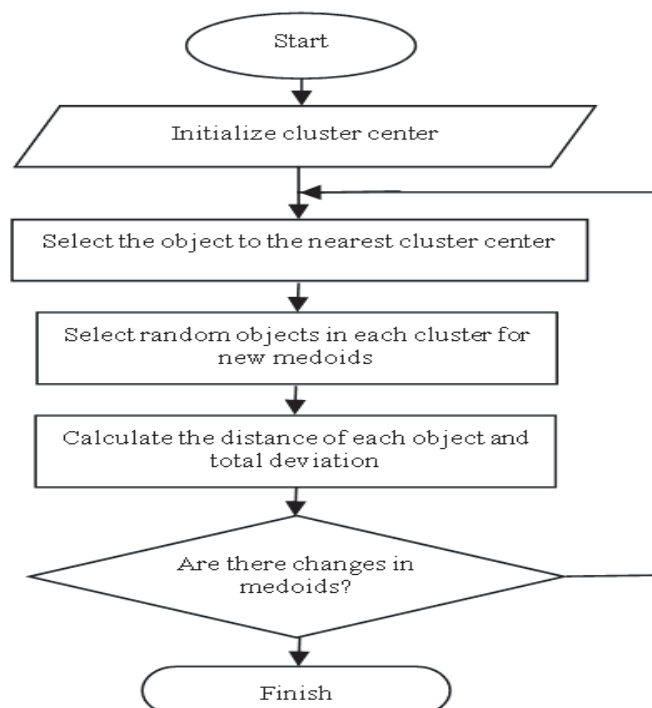 Start
Initialize cluster center
Select the object to the nearest cluster center
Select random objects in each cluster for
new medoids
Calculate the distance of each object and
total deviation
Are there changes in
medoids?
Finish